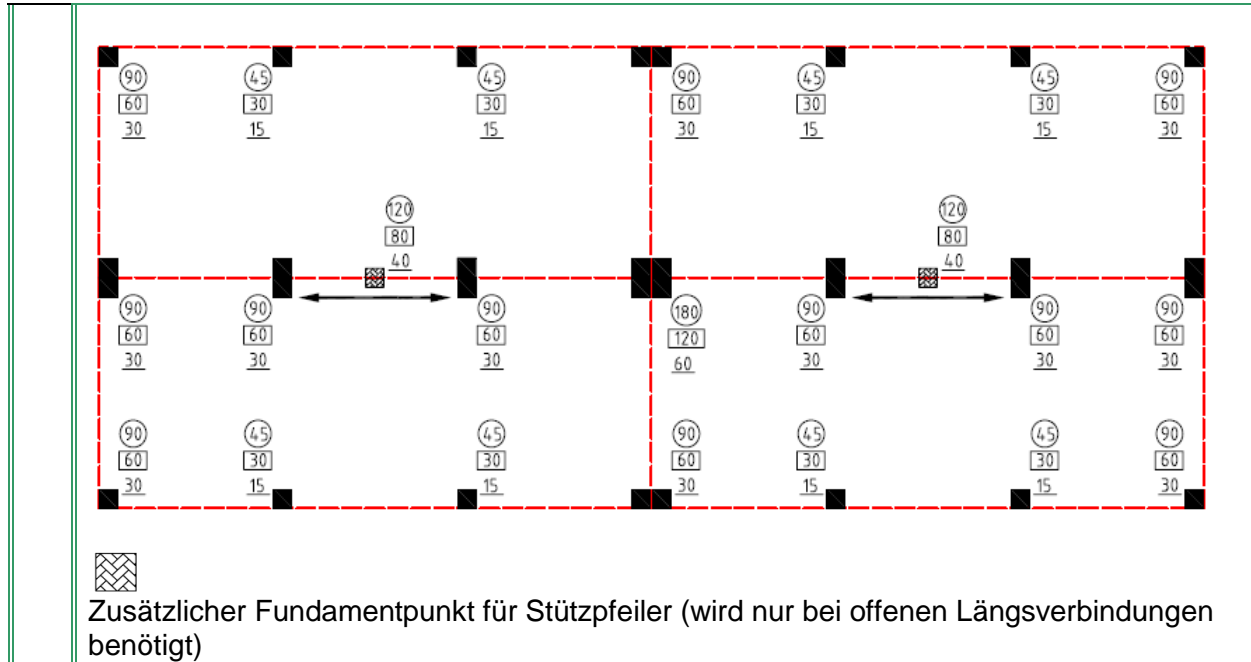 90 45 45 90 45 45 90
60 30 30 60 30 30 60
30 15 15 30 15 15 30
120 120
80 80
40 40
90 90 90 180 90 90 90
60 60 60 120 60 60 60
30 30 30 60 30 30 30
90 45 45 90 45 45 90
60 30 30 60 30 30 60
30 15 15 30 15 15 30
Zusätzlicher Fundamentpunkt für Stützpfeiler (wird nur bei offenen Längsverbindungen
benötigt)